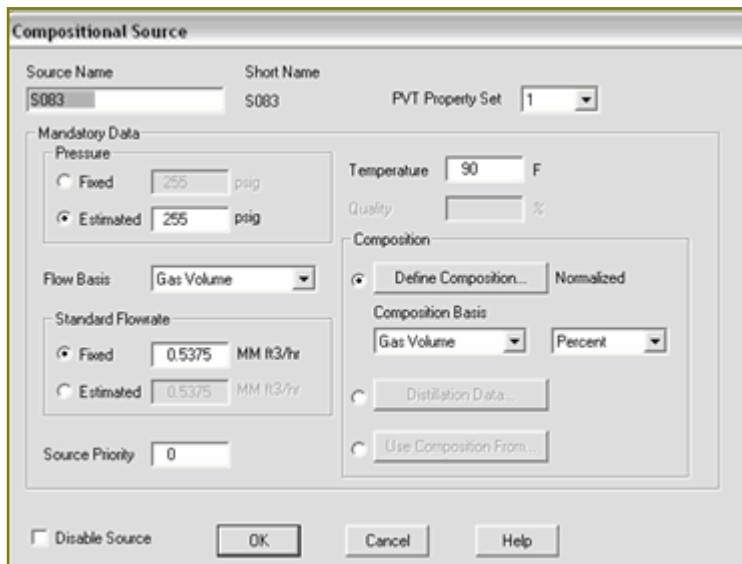 Compositional Source
Source Name Short Name
S083 S083 PVT Property Set 1
Mandatory Data
Pressure
Fixed 255 psig Temperature 90 F
Estimated 255 psig Quality %
Composition
Flow Basis Gas Volume Define Composition... Normalized
Composition Basis
Standard Flowrate Gas Volume Percent
Fixed 0.5375 MM ft3/hr
Estimated 0.5375 MM ft3/hr Distillation Data...
Source Priority 0 Use Composition From...
Disable Source OK Cancel Help